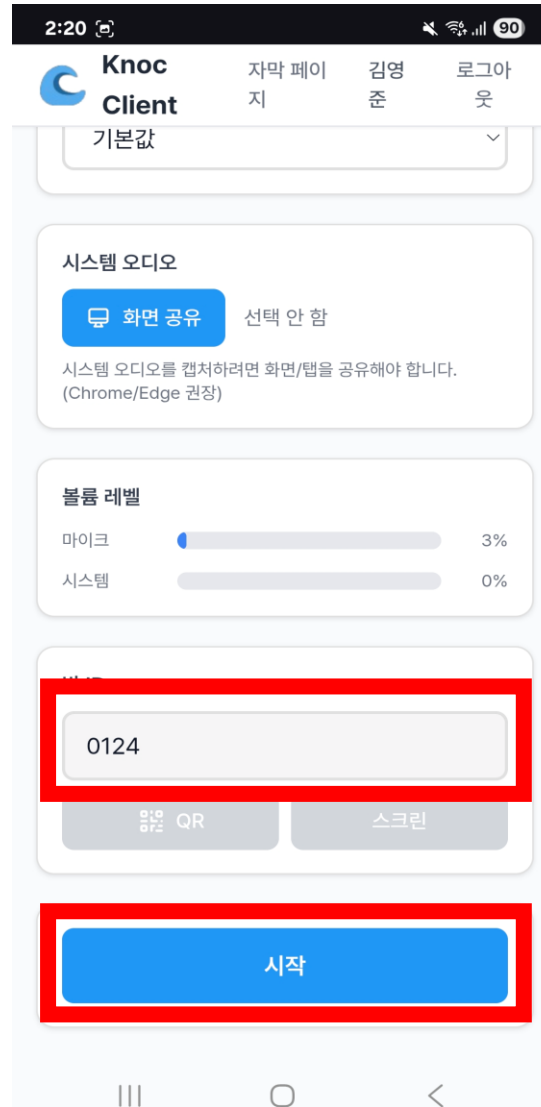 2:20
90
Knoc Client
자막 페이지
김영준
로그아웃
기본값
시스템 오디오
화면 공유
선택 안 함
시스템 오디오를 캡처하려면 화면/탭을 공유해야 합니다.
(Chrome/Edge 권장)
볼륨 레벨
마이크
3%
시스템
0%
0124
QR
스크린
시작